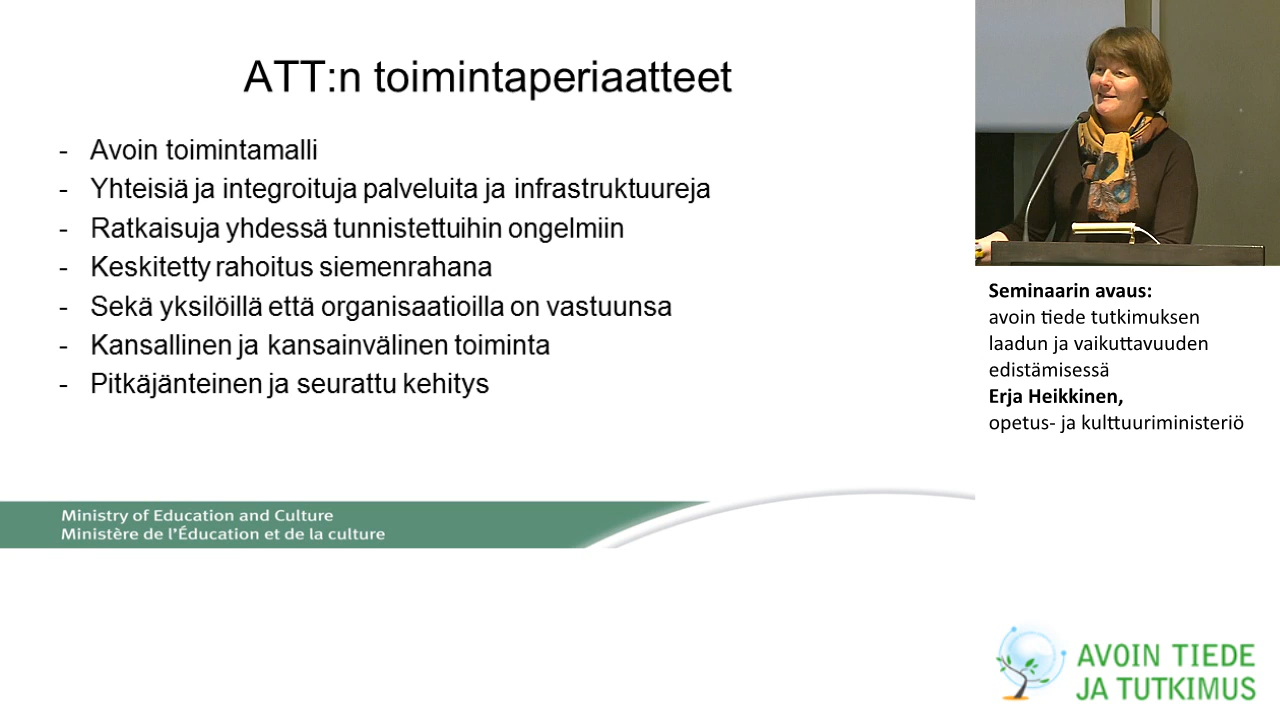 ATT:n toimintaperiaatteet
- Avoin toimintamalli
- Yhteisiä ja integroituja palveluita ja infrastruktuureja
- Ratkaisuja yhdessä tunnistettuihin ongelmiin
- Keskitetty rahoitus siemenrahana
- Sekä yksilöillä että organisaatioilla on vastuunsa
- Kansallinen ja kansainvälinen toiminta
- Pitkäjänteinen ja seurattu kehitys
Ministry of Education and Culture
Ministère de l'Éducation et de la culture
Seminaarin avaus:
avoin tiede tutkimuksen
laadun ja vaikuttavuuden
edistämisessä
Erja Heikkinen,
opetus- ja kulttuuriministeriö
AVOIN TIEDE
JA TUTKIMUS